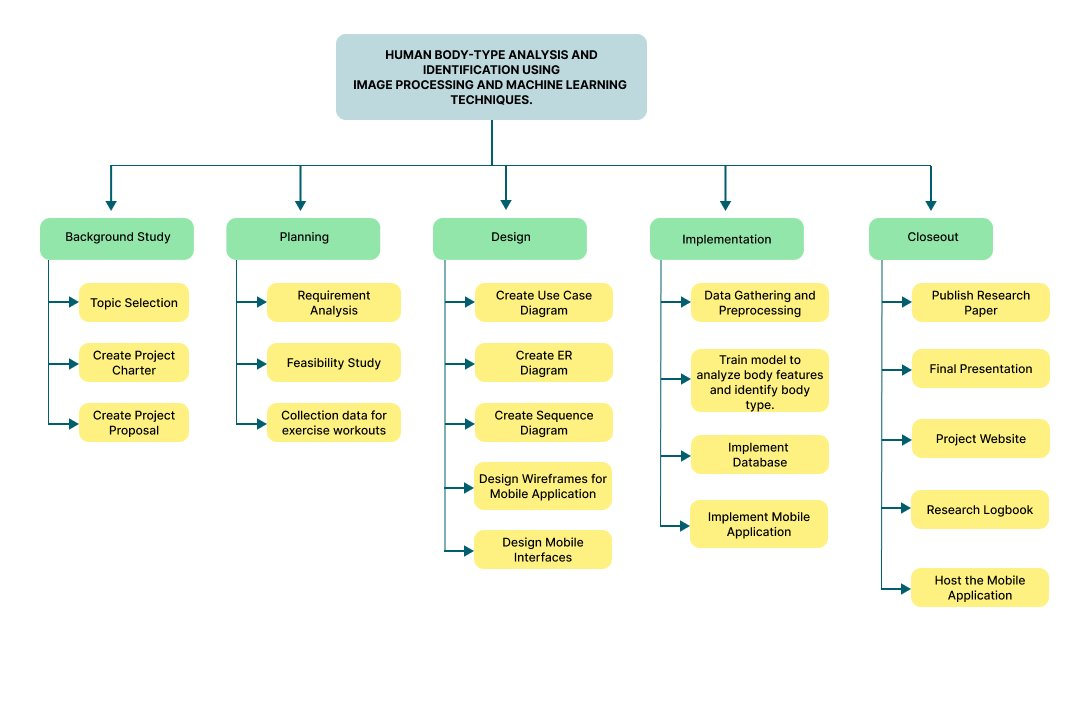 HUMAN BODY-TYPE ANALYSIS AND
IDENTIFICATION USING
IMAGE PROCESSING AND MACHINE LEARNING
TECHNIQUES.
Background Study
Topic Selection
Create Project
Charter
Create Project
Proposal
Planning
Requirement
Analysis
Feasibility Study
Collection data for
exercise workouts
Design
Create Use Case
Diagram
Create ER
Diagram
Create Sequence
Diagram
Design Wireframes for
Mobile Application
Design Mobile
Interfaces
Implementation
Data Gathering and
Preprocessing
Train model to
analyze body features
and identify body
type.
Implement
Database
Implement Mobile
Application
Closeout
Publish Research
Paper
Final Presentation
Project Website
Research Logbook
Host the Mobile
Application